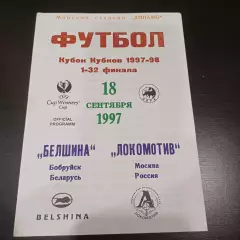 Минский стадион „ДИНАМО"
ФУТБОЛ
Кубок Кубков 1997-98
1-32 финала
Cup Winners' Cup
OFFICIAL PROGRAMM
18
СЕНТЯБРЯ
1997
„БЕЛШИНА" „ЛОКОМОТИВ"
Бобруйск Москва
Беларусь Россия
BELSHINA